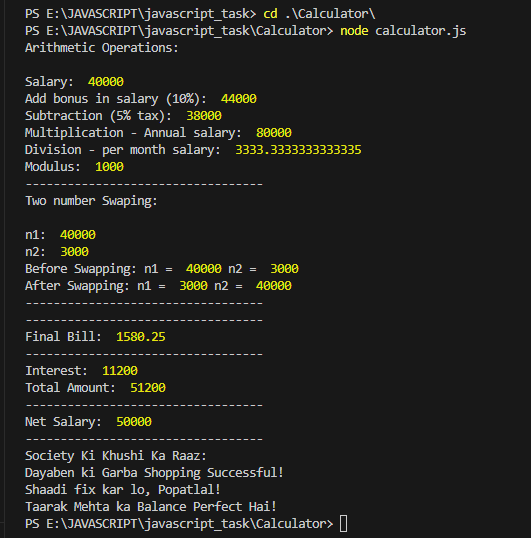 PS E:\JAVASCRIPT\javascript_task> cd .\Calculator\
PS E:\JAVASCRIPT\javascript_task\Calculator> node calculator.js
Arithmetic Operations:
Salary:  40000
Add bonus in salary (10%):  44000
Subtraction (5% tax):  38000
Multiplication - Annual salary:  80000
Division - per month salary:  3333.3333333333335
Modulus:  1000
----------------------------------
Two number Swaping:
n1:  40000
n2:  3000
Before Swapping: n1 =  40000 n2 =  3000
After Swapping: n1 =  3000 n2 =  40000
----------------------------------
----------------------------------
Final Bill:  1580.25
----------------------------------
Interest:  11200
Total Amount:  51200
----------------------------------
Net Salary:  50000
----------------------------------
Society Ki Khushi Ka Raaz:
Dayaben ki Garba Shopping Successful!
Shaadi fix kar lo, Popatlal!
Taarak Mehta ka Balance Perfect Hai!
PS E:\JAVASCRIPT\javascript_task\Calculator>